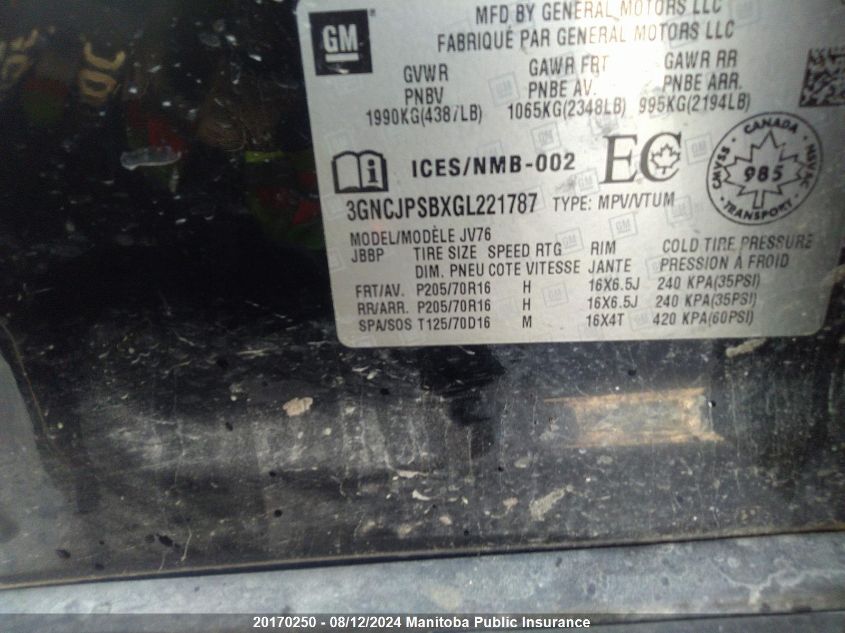 MFD BY GENERAL MOTORS LLC
FABRIQUÉ PAR GENERAL MOTORS LLC
GM
GVWR GAWR FRT GAWR RR
PNBV PNBE AV. PNBE ARR.
1990KG(4387LB) 1065KG(2348LB) 995KG(2194LB)
i ICES/NMB-002 EC
CANADA
CMVSS 985 NSVAC
TRANSPORT
3GNCJPSBXGL221787 TYPE: MPV/VTUM
MODEL/MODÈLE JV76
JBBP TIRE SIZE SPEED RTG RIM COLD TIRE PRESSURE
DIM. PNEU COTE VITESSE JANTE PRESSION À FROID
FRT/AV. P205/70R16 H 16X6.5J 240 KPA(35PSI)
RR/ARR. P205/70R16 H 16X6.5J 240 KPA(35PSI)
SPA/SOS T125/70D16 M 16X4T 420 KPA(60PSI)
20170250 - 08/12/2024 Manitoba Public Insurance